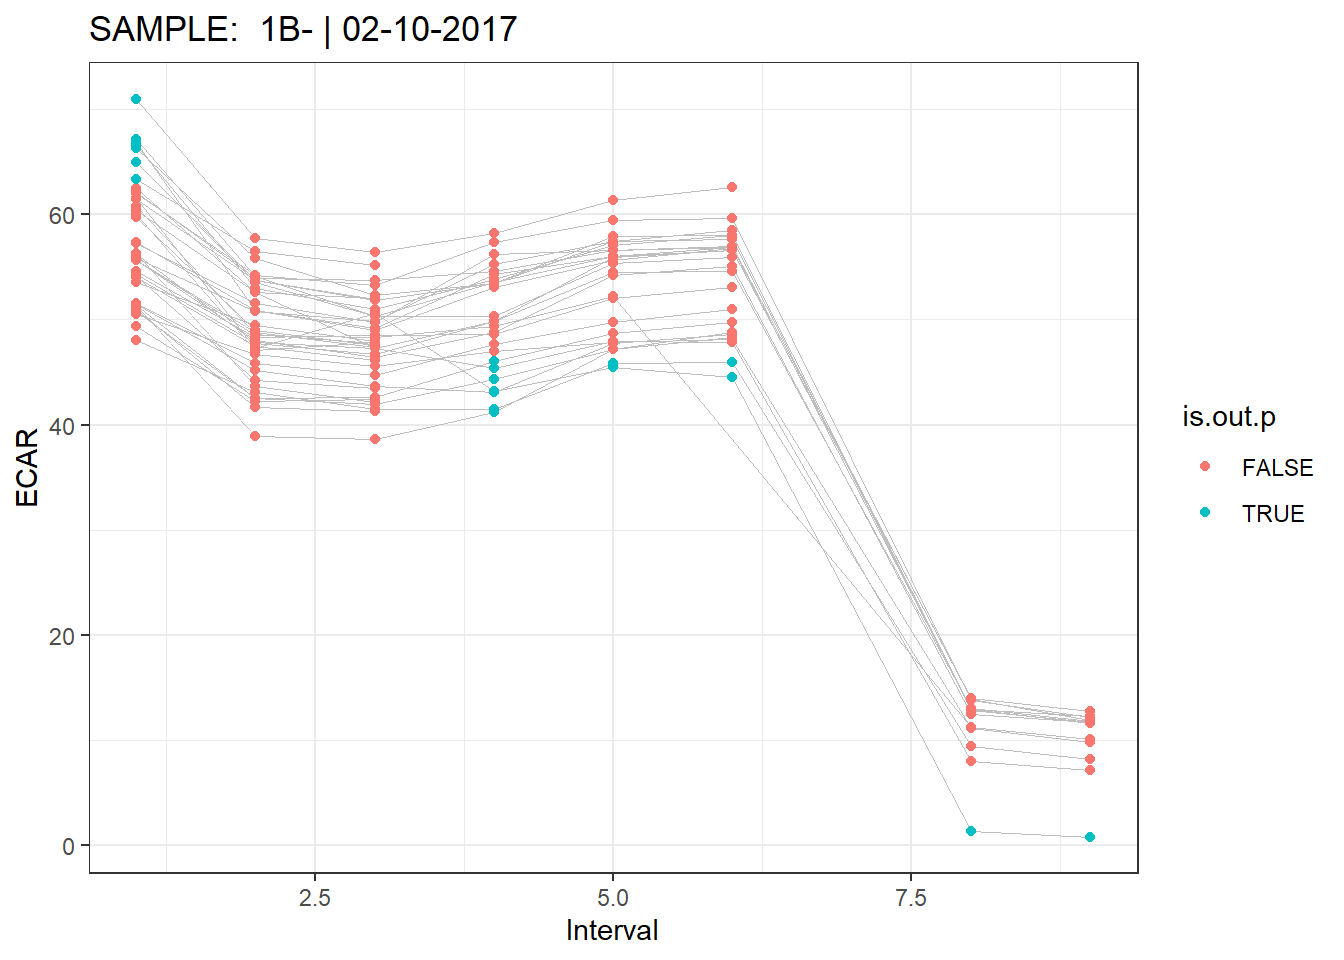 SAMPLE:  1B- | 02-10-2017
ECAR
60
40
20
0
2.5
5.0
7.5
Interval
is.out.p
FALSE
TRUE